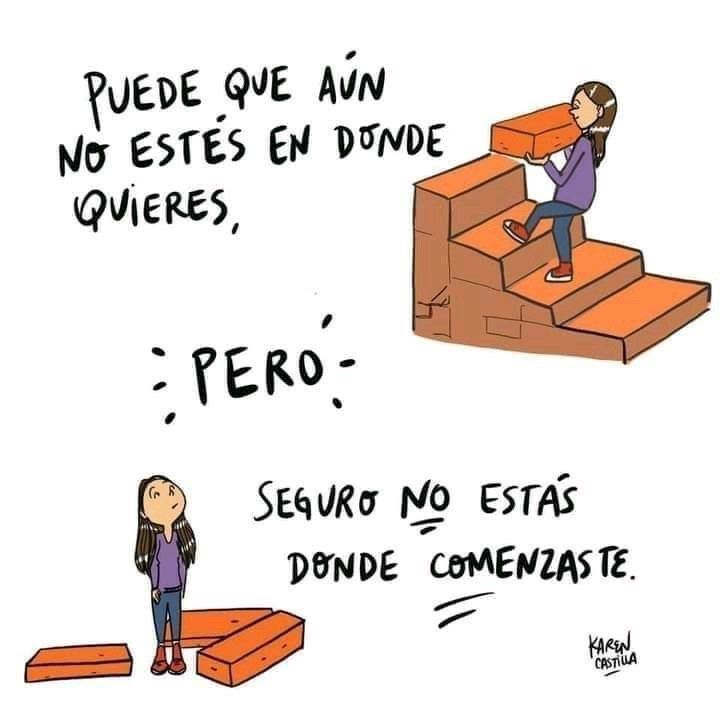 PUEDE QUE AÚN
NO ESTÉS EN DONDE
QUIERES,
PERO
SEGURO NO ESTÁS
DONDE COMENZASTE.
KAREN
CASTILLA